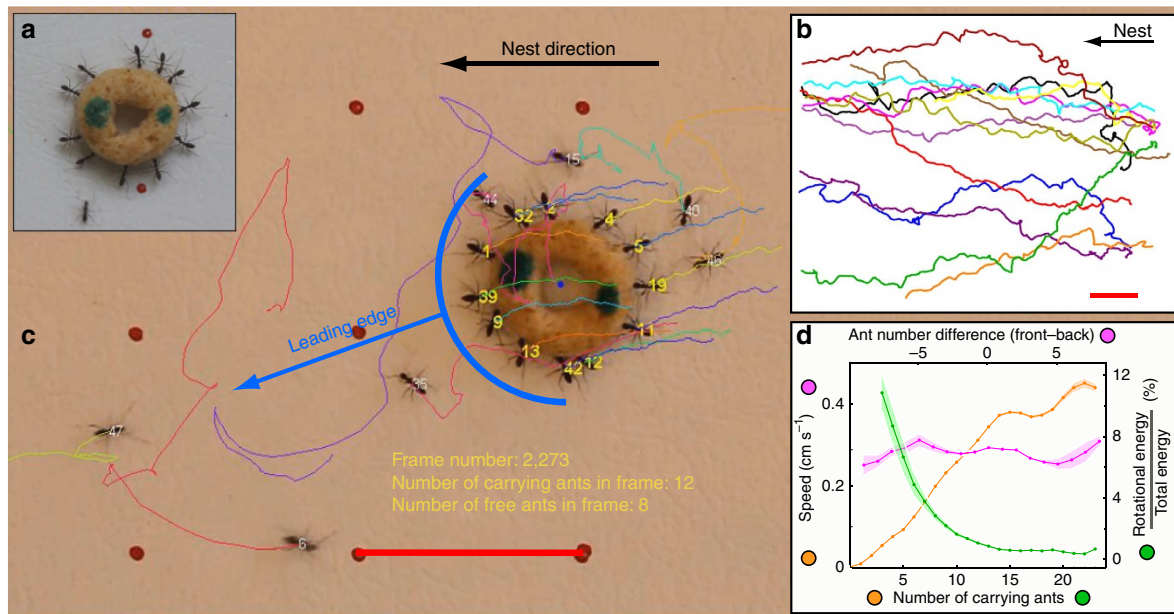 a
Nest direction
15
44
32
2
4
40
1
5
45
39
19
9
11
13
42
12
c
Leading edge
35
47
Frame number: 2,273
Number of carrying ants in frame: 12
Number of free ants in frame: 8
6
b
Nest
d
Ant number difference (front–back)
−5 0 5
Speed (cm s⁻¹)
0.4
0.2
0
12
8
4
0
Rotational energy
Total energy
(%)
5 10 15 20
Number of carrying ants